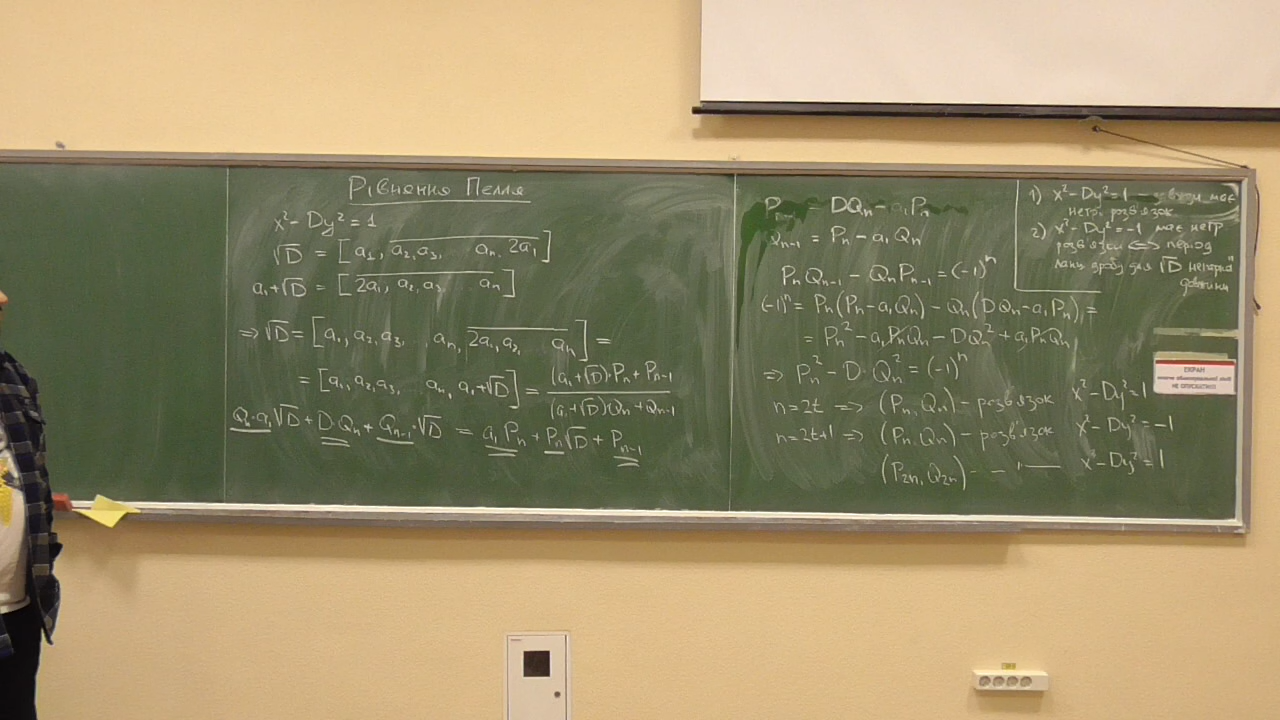 Рівняння Пелля
x² - Dy² = 1
√D = [a₁, a₂, a₃, ... aₙ, 2a₁]
a₁+√D = [2a₁, a₂, a₃ ... aₙ]
⇒ √D = [a₁, a₂, a₃, ... aₙ, 2a₁, a₂, ... aₙ] =
= [a₁, a₂, a₃, ... aₙ, a₁+√D] = ((a₁+√D)·Pₙ + Pₙ₋₁) / ((a₁+√D)Qₙ + Qₙ₋₁)
Qₙ·a₁√D + D·Qₙ + Qₙ₋₁·√D = a₁Pₙ + Pₙ√D + Pₙ₋₁
Pₙ₋₁ = DQₙ - a₁Pₙ
Qₙ₋₁ = Pₙ - a₁Qₙ
PₙQₙ₋₁ - QₙPₙ₋₁ = (-1)ⁿ
(-1)ⁿ = Pₙ(Pₙ - a₁Qₙ) - Qₙ(DQₙ - a₁Pₙ) =
= Pₙ² - a₁PₙQₙ - DQₙ² + a₁PₙQₙ
⇒ Pₙ² - D·Qₙ² = (-1)ⁿ
n=2t ⇒ (Pₙ, Qₙ) - розв'язок x² - Dy² = 1
n=2t+1 ⇒ (Pₙ, Qₙ) - розв'язок x² - Dy² = -1
(P₂ₙ, Q₂ₙ) - — " — x² - Dy² = 1
1) x² - Dy² = 1 - завжди має
нетр. розв'язок
2) x² - Dy² = -1 має нетр
розв'язки ⇔ період
ланц. дробу для √D непарної
довжини
ЕКРАН
НЕ ОПУСКАТИ!!!